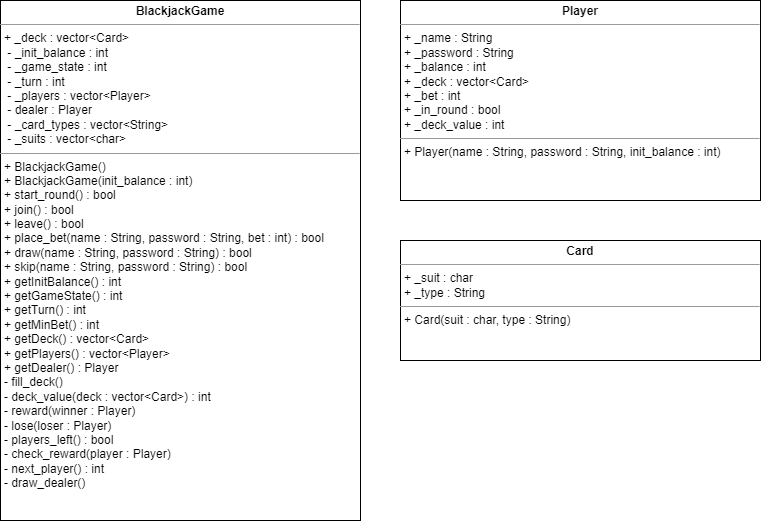 BlackjackGame
+ _deck : vector<Card>
- _init_balance : int
- _game_state : int
- _turn : int
- _players : vector<Player>
- dealer : Player
- _card_types : vector<String>
- _suits : vector<char>
+ BlackjackGame()
+ BlackjackGame(init_balance : int)
+ start_round() : bool
+ join() : bool
+ leave() : bool
+ place_bet(name : String, password : String, bet : int) : bool
+ draw(name : String, password : String) : bool
+ skip(name : String, password : String) : bool
+ getInitBalance() : int
+ getGameState() : int
+ getTurn() : int
+ getMinBet() : int
+ getDeck() : vector<Card>
+ getPlayers() : vector<Player>
+ getDealer() : Player
- fill_deck()
- deck_value(deck : vector<Card>) : int
- reward(winner : Player)
- lose(loser : Player)
- players_left() : bool
- check_reward(player : Player)
- next_player() : int
- draw_dealer()
Player
+ _name : String
+ _password : String
+ _balance : int
+ _deck : vector<Card>
+ _bet : int
+ _in_round : bool
+ _deck_value : int
+ Player(name : String, password : String, init_balance : int)
Card
+ _suit : char
+ _type : String
+ Card(suit : char, type : String)